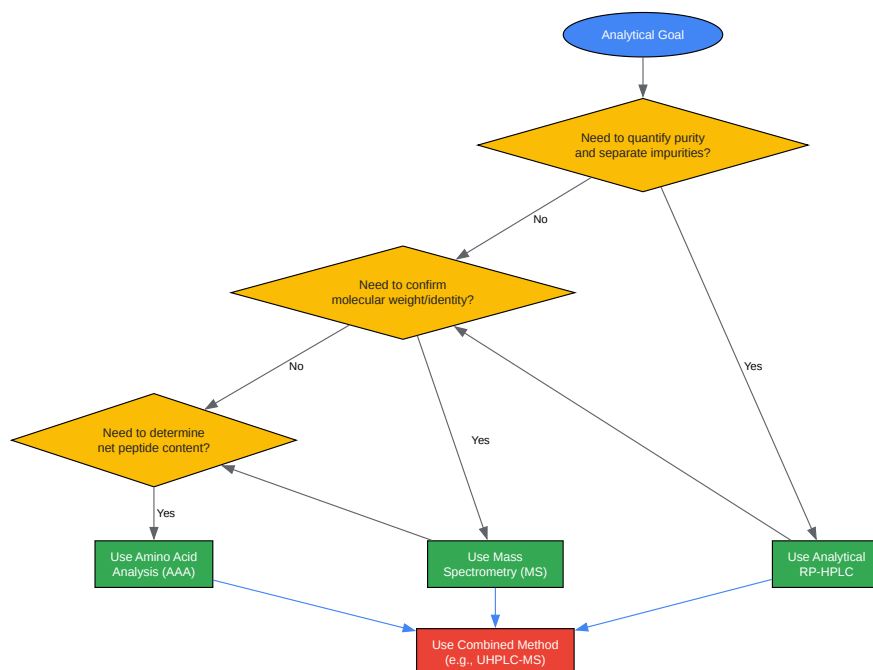 Analytical Goal
Need to quantify purity
and separate impurities?
No
Need to confirm
molecular weight/identity?
No
Yes
Need to determine
net peptide content?
Yes
Yes
Use Amino Acid
Analysis (AAA)
Use Mass
Spectrometry (MS)
Use Analytical
RP-HPLC
Use Combined Method
(e.g., UHPLC-MS)